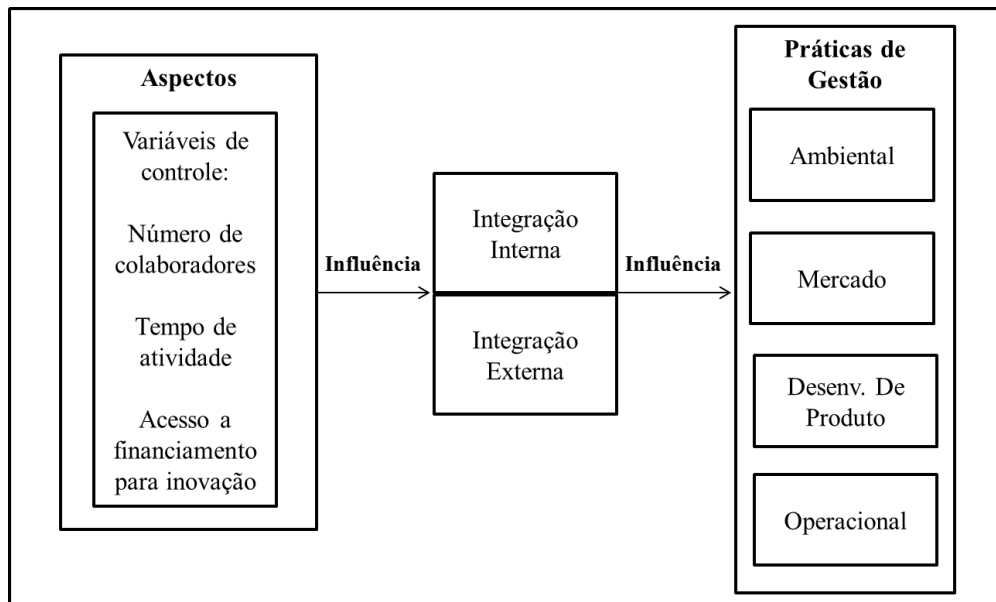 Aspectos
Variáveis de
controle:
Número de
colaboradores
Tempo de
atividade
Acesso a
financiamento
para inovação
Influência
Integração
Interna
Integração
Externa
Influência
Práticas de
Gestão
Ambiental
Mercado
Desenv. De
Produto
Operacional